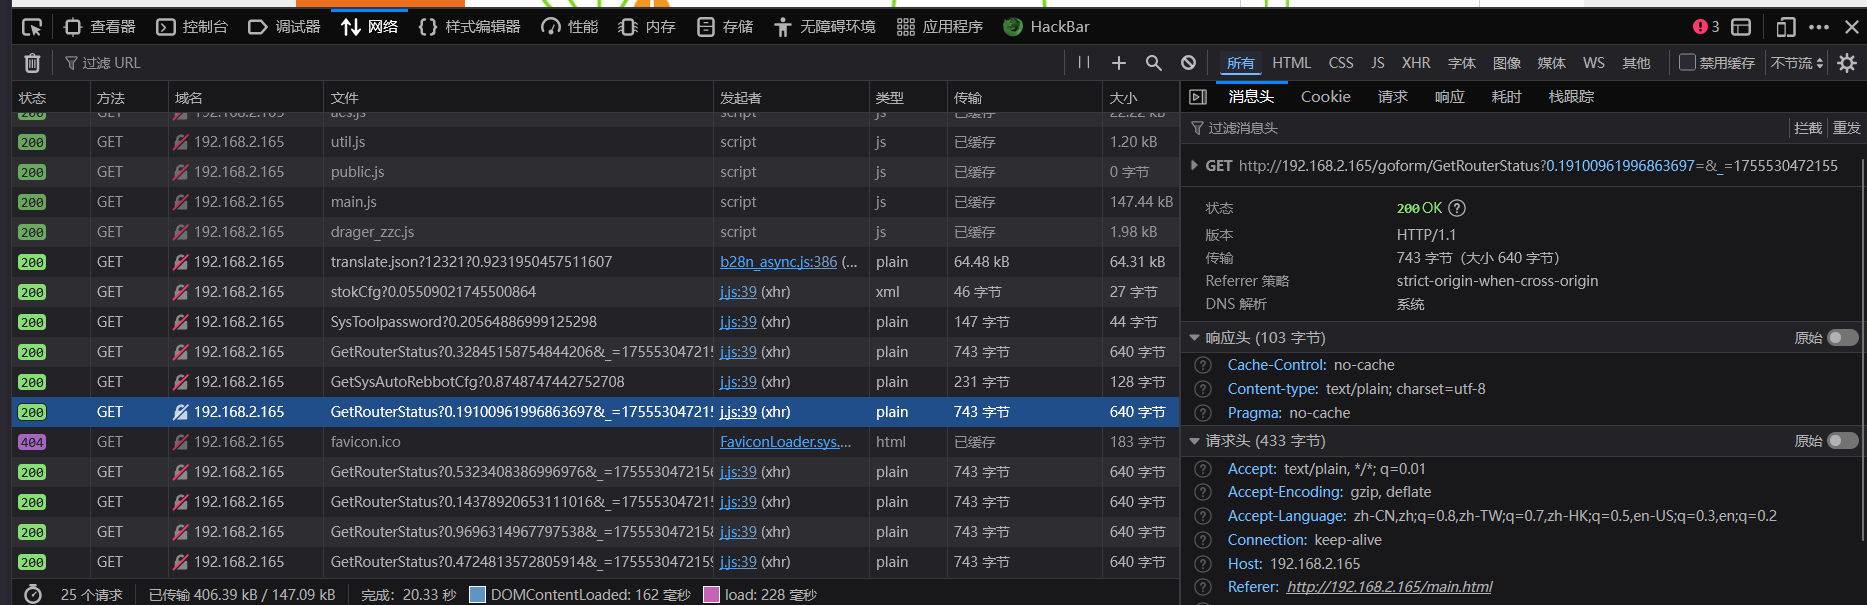 查看器 控制台 调试器 网络 样式编辑器 性能 内存 存储 无障碍环境 应用程序 HackBar 3
过滤 URL 所有 HTML CSS JS XHR 字体 图像 媒体 WS 其他 禁用缓存 不节流
状态 方法 域名 文件 发起者 类型 传输 大小
消息头 Cookie 请求 响应 耗时 栈跟踪
200 GET 192.168.2.165 aes.js script js 已缓存 22.22 kB
200 GET 192.168.2.165 util.js script js 已缓存 1.20 kB
200 GET 192.168.2.165 public.js script js 已缓存 0 字节
200 GET 192.168.2.165 main.js script js 已缓存 147.44 kB
200 GET 192.168.2.165 drager_zzc.js script js 已缓存 1.98 kB
200 GET 192.168.2.165 translate.json?12321?0.9231950457511607 b28n_async.js:386 (... plain 64.48 kB 64.31 kB
200 GET 192.168.2.165 stokCfg?0.05509021745500864 j.js:39 (xhr) xml 46 字节 27 字节
200 GET 192.168.2.165 SysToolpassword?0.20564886999125298 j.js:39 (xhr) plain 147 字节 44 字节
200 GET 192.168.2.165 GetRouterStatus?0.32845158754844206&_=17555304721 j.js:39 (xhr) plain 743 字节 640 字节
200 GET 192.168.2.165 GetSysAutoRebbotCfg?0.8748747442752708 j.js:39 (xhr) plain 231 字节 128 字节
200 GET 192.168.2.165 GetRouterStatus?0.19100961996863697&_=175553047215 j.js:39 (xhr) plain 743 字节 640 字节
404 GET 192.168.2.165 favicon.ico FaviconLoader.sys.... html 已缓存 183 字节
200 GET 192.168.2.165 GetRouterStatus?0.5323408386996976&_=1755530472156 j.js:39 (xhr) plain 743 字节 640 字节
200 GET 192.168.2.165 GetRouterStatus?0.14378920653111016&_=175553047215 j.js:39 (xhr) plain 743 字节 640 字节
200 GET 192.168.2.165 GetRouterStatus?0.9696314967797538&_=1755530472158 j.js:39 (xhr) plain 743 字节 640 字节
200 GET 192.168.2.165 GetRouterStatus?0.47248135728059148&_=1755530472159 j.js:39 (xhr) plain 743 字节 640 字节
25 个请求 已传输 406.39 kB / 147.09 kB 完成：20.33 秒 DOMContentLoaded: 162 毫秒 load: 228 毫秒
过滤消息头 拦截 重发
GET http://192.168.2.165/goform/GetRouterStatus?0.19100961996863697=&_=1755530472155
状态 200 OK
版本 HTTP/1.1
传输 743 字节（大小 640 字节）
Referrer 策略 strict-origin-when-cross-origin
DNS 解析 系统
响应头 (103 字节) 原始
Cache-Control: no-cache
Content-type: text/plain; charset=utf-8
Pragma: no-cache
请求头 (433 字节) 原始
Accept: text/plain, */*; q=0.01
Accept-Encoding: gzip, deflate
Accept-Language: zh-CN,zh;q=0.8,zh-TW;q=0.7,zh-HK;q=0.5,en-US;q=0.3,en;q=0.2
Connection: keep-alive
Host: 192.168.2.165
Referer: http://192.168.2.165/main.html